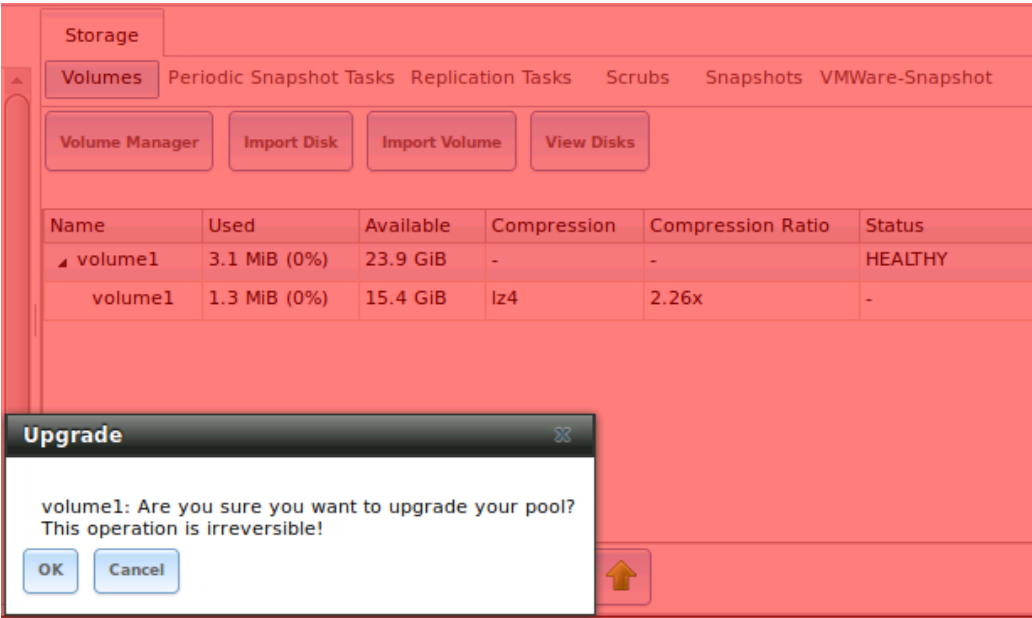 Storage
Volumes Periodic Snapshot Tasks Replication Tasks Scrubs Snapshots VMWare-Snapshot
Volume Manager Import Disk Import Volume View Disks
Name Used Available Compression Compression Ratio Status
volume1 3.1 MiB (0%) 23.9 GiB - - HEALTHY
volume1 1.3 MiB (0%) 15.4 GiB lz4 2.26x -
Upgrade
volume1: Are you sure you want to upgrade your pool?
This operation is irreversible!
OK Cancel